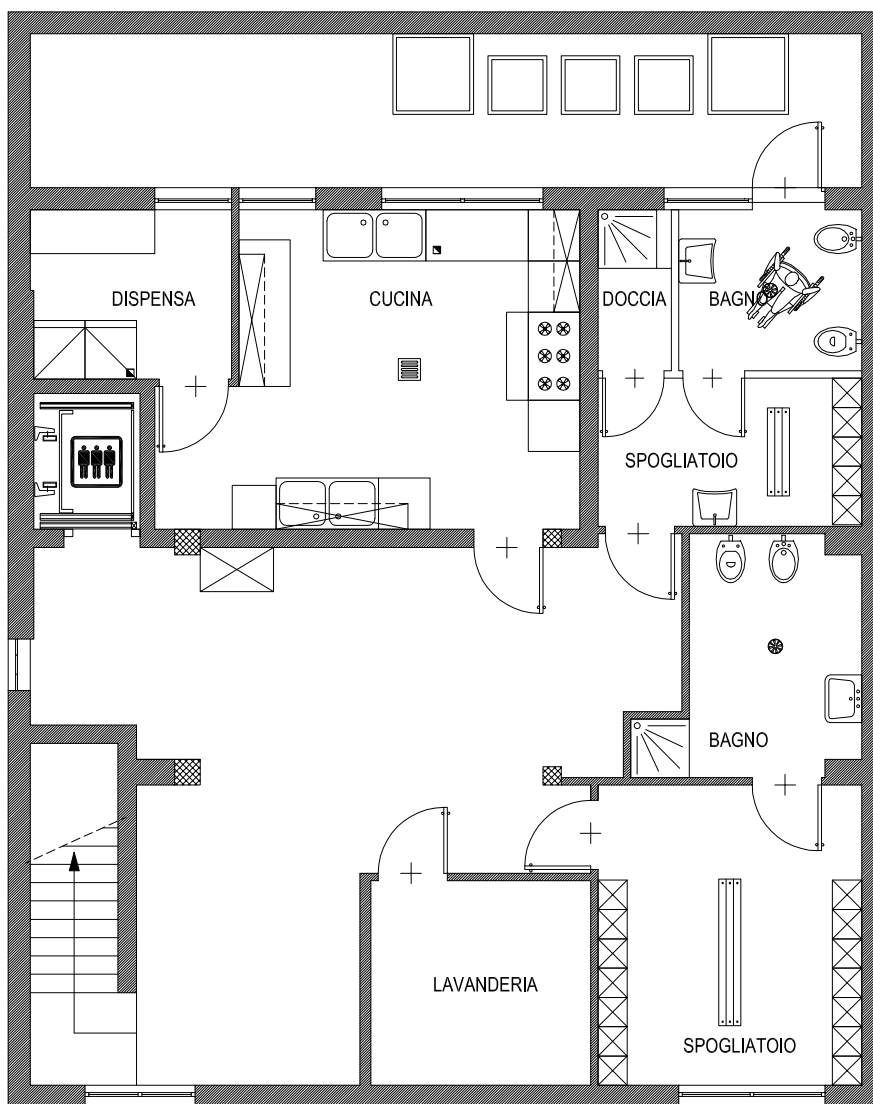 DISPENSA
CUCINA
DOCCIA
BAGNO
SPOGLIATOIO
BAGNO
LAVANDERIA
SPOGLIATOIO